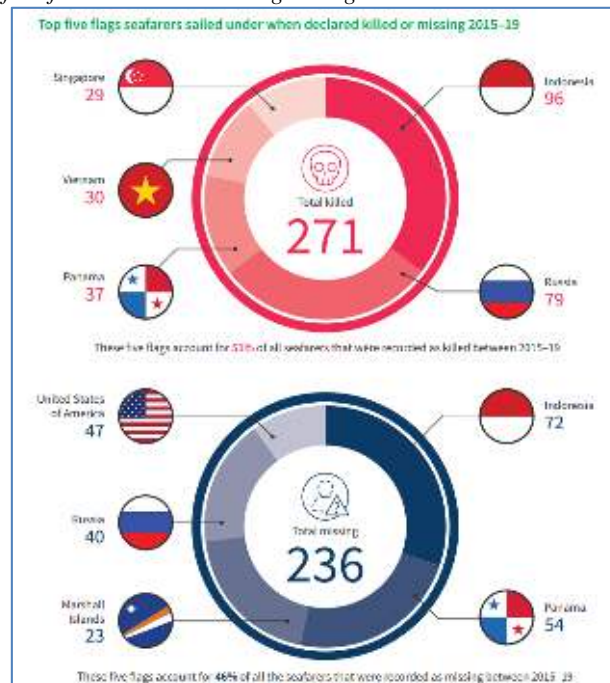 Top five flags seafarers sailed under when declared killed or missing 2015–19
Singapore
29
Indonesia
96
Vietnam
30
Total killed
271
Panama
37
Russia
79
These five flags account for 53% of all seafarers that were recorded as killed between 2015–19
United States
of America
47
Indonesia
72
Russia
40
Total missing
236
Marshall
Islands
23
Panama
54
These five flags account for 46% of all the seafarers that were recorded as missing between 2015–19